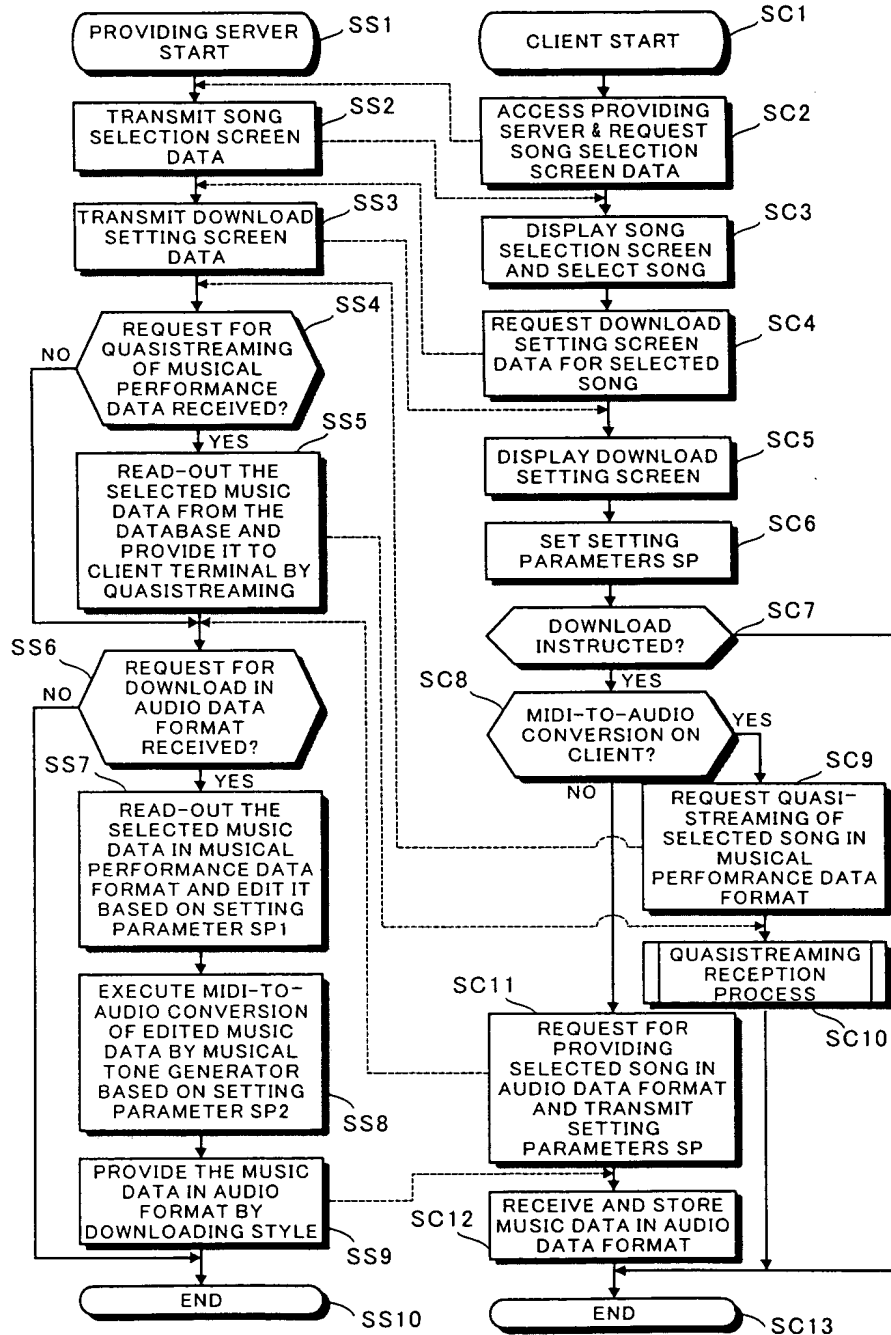 PROVIDING SERVER
START
SS1
TRANSMIT SONG
SELECTION SCREEN
DATA
SS2
TRANSMIT DOWNLOAD
SETTING SCREEN
DATA
SS3
REQUEST FOR
QUASISTREAMING
OF MUSICAL
PERFORMANCE
DATA RECEIVED?
SS4
NO
YES
SS5
READ-OUT THE
SELECTED MUSIC
DATA FROM THE
DATABASE AND
PROVIDE IT TO
CLIENT TERMINAL BY
QUASISTREAMING
SS6
REQUEST FOR
DOWNLOAD IN
AUDIO DATA
FORMAT
RECEIVED?
NO
YES
SS7
READ-OUT THE
SELECTED MUSIC
DATA IN MUSICAL
PERFORMANCE DATA
FORMAT AND EDIT IT
BASED ON SETTING
PARAMETER SP1
EXECUTE MIDI-TO-
AUDIO CONVERSION
OF EDITED MUSIC
DATA BY MUSICAL
TONE GENERATOR
BASED ON SETTING
PARAMETER SP2
SS8
PROVIDE THE MUSIC
DATA IN AUDIO
FORMAT BY
DOWNLOADING STYLE
SS9
END
SS10
CLIENT START
SC1
ACCESS PROVIDING
SERVER & REQUEST
SONG SELECTION
SCREEN DATA
SC2
DISPLAY SONG
SELECTION SCREEN
AND SELECT SONG
SC3
REQUEST DOWNLOAD
SETTING SCREEN
DATA FOR SELECTED
SONG
SC4
DISPLAY DOWNLOAD
SETTING SCREEN
SC5
SET SETTING
PARAMETERS SP
SC6
DOWNLOAD
INSTRUCTED?
SC7
YES
SC8
MIDI-TO-AUDIO
CONVERSION ON
CLIENT?
YES
NO
SC9
REQUEST QUASI-
STREAMING OF
SELECTED SONG IN
MUSICAL
PERFOMRANCE DATA
FORMAT
QUASISTREAMING
RECEPTION
PROCESS
SC10
SC11
REQUEST FOR
PROVIDING
SELECTED SONG IN
AUDIO DATA FORMAT
AND TRANSMIT
SETTING
PARAMETERS SP
SC12
RECEIVE AND STORE
MUSIC DATA IN AUDIO
DATA FORMAT
END
SC13